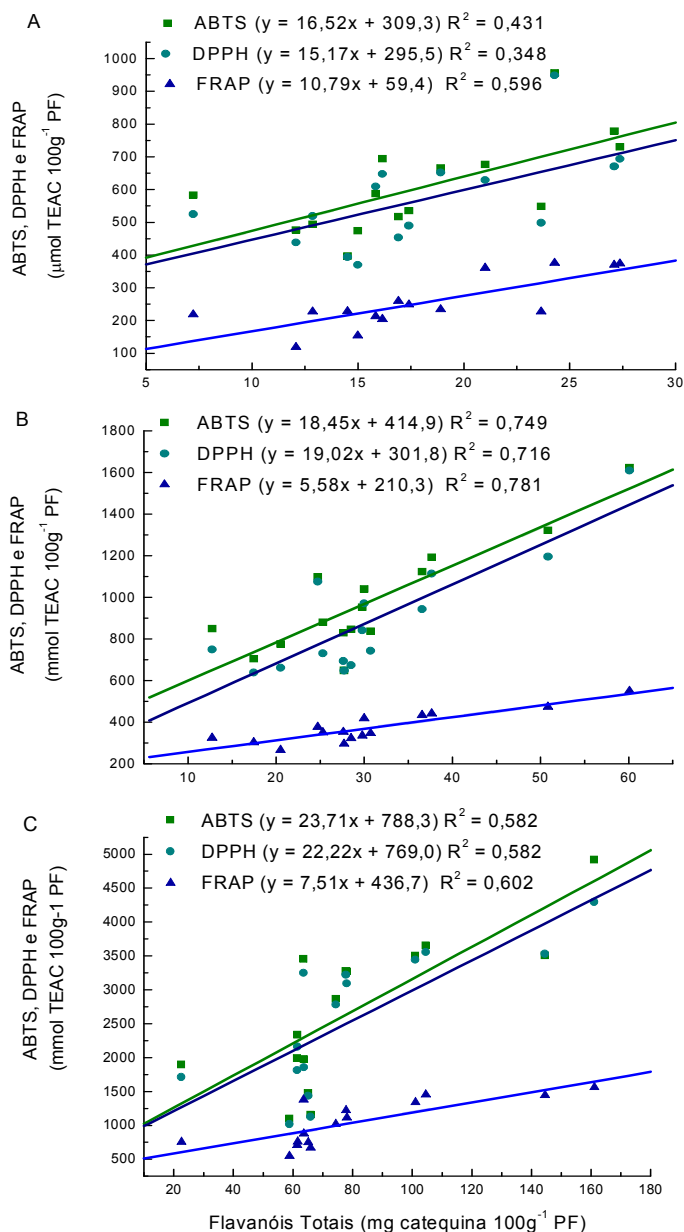 A
ABTS (y = 16,52x + 309,3) R² = 0,431
DPPH (y = 15,17x + 295,5) R² = 0,348
FRAP (y = 10,79x + 59,4) R² = 0,596
ABTS, DPPH e FRAP
(μmol TEAC 100g⁻¹ PF)
1000
900
800
700
600
500
400
300
200
100
5 10 15 20 25 30
B
ABTS (y = 18,45x + 414,9) R² = 0,749
DPPH (y = 19,02x + 301,8) R² = 0,716
FRAP (y = 5,58x + 210,3) R² = 0,781
ABTS, DPPH e FRAP
(mmol TEAC 100g⁻¹ PF)
1800
1600
1400
1200
1000
800
600
400
200
10 20 30 40 50 60
C
ABTS (y = 23,71x + 788,3) R² = 0,582
DPPH (y = 22,22x + 769,0) R² = 0,582
FRAP (y = 7,51x + 436,7) R² = 0,602
ABTS, DPPH e FRAP
(mmol TEAC 100g-1 PF)
5000
4500
4000
3500
3000
2500
2000
1500
1000
500
20 40 60 80 100 120 140 160 180
Flavanóis Totais (mg catequina 100g⁻¹ PF)